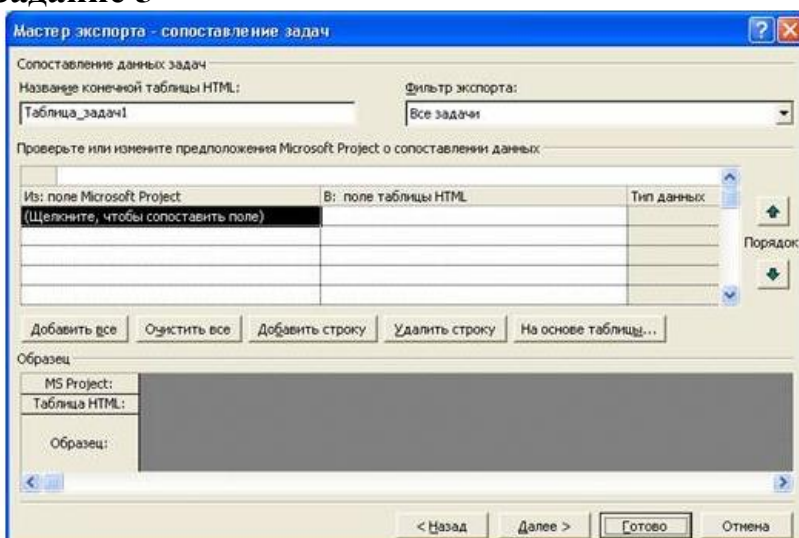 Мастер экспорта - сопоставление задач
Сопоставление данных задач
Название конечной таблицы HTML:
Фильтр экспорта:
Таблица_задач1
Все задачи
Проверьте или измените предположения Microsoft Project о сопоставлении данных
Из: поле Microsoft Project
В: поле таблицы HTML
Тип данных
(Щелкните, чтобы сопоставить поле)
Порядок
Добавить все
Очистить все
Добавить строку
Удалить строку
На основе таблицы...
Образец
MS Project:
Таблица HTML:
Образец:
< Назад
Далее >
Готово
Отмена